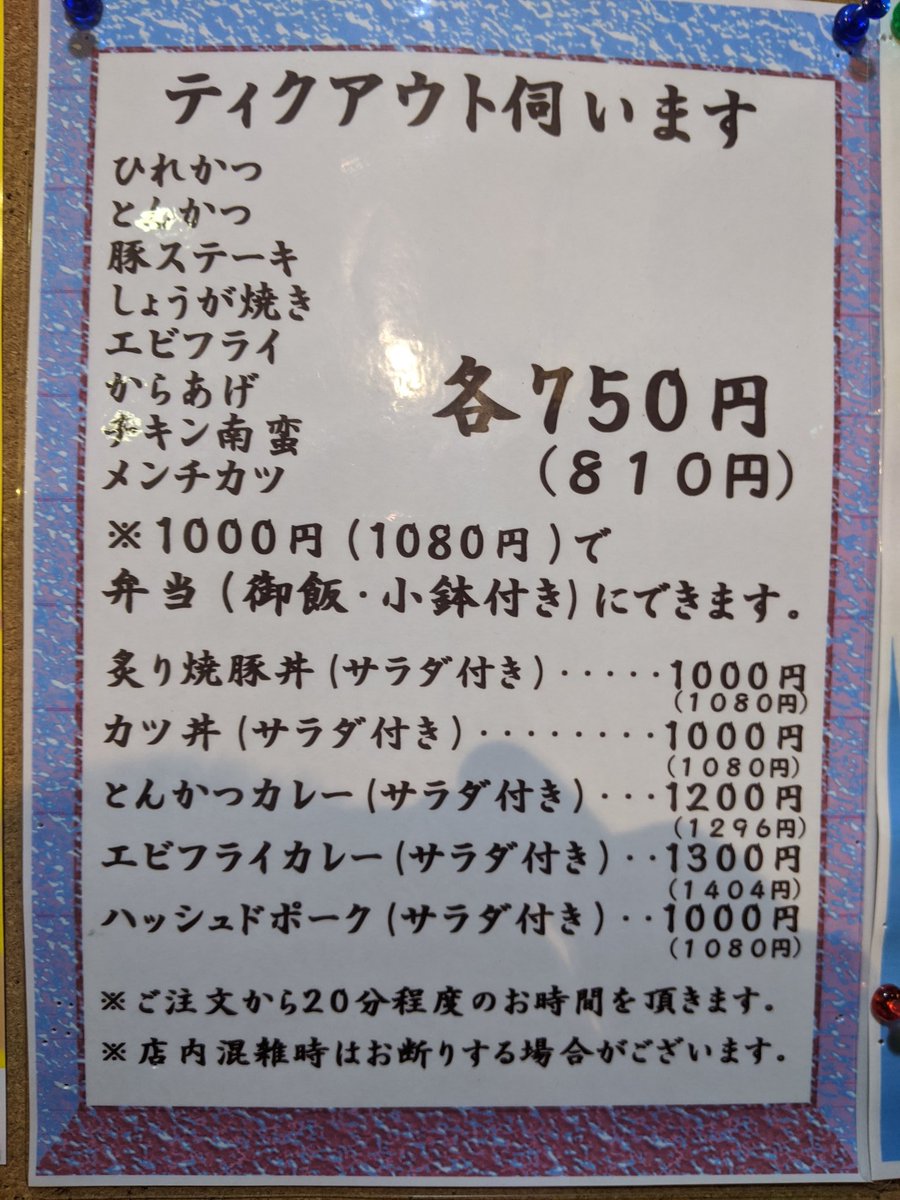 ティクアウト伺います
ひれかつ
とんかつ
豚ステーキ
しょうが焼き
エビフライ
からあげ
チキン南蛮
メンチカツ
各750円
(810円)
※1000円(1080円)で
弁当(御飯・小鉢付き)にできます。
炙り焼豚丼(サラダ付き)・・・・・1000円
(1080円)
カツ丼(サラダ付き)・・・・・・・・1000円
(1080円)
とんかつカレー(サラダ付き)・・・1200円
(1296円)
エビフライカレー(サラダ付き)・・1300円
(1404円)
ハッシュドポーク(サラダ付き)・・1000円
(1080円)
※ご注文から20分程度のお時間を頂きます。
※店内混雑時はお断りする場合がございます。